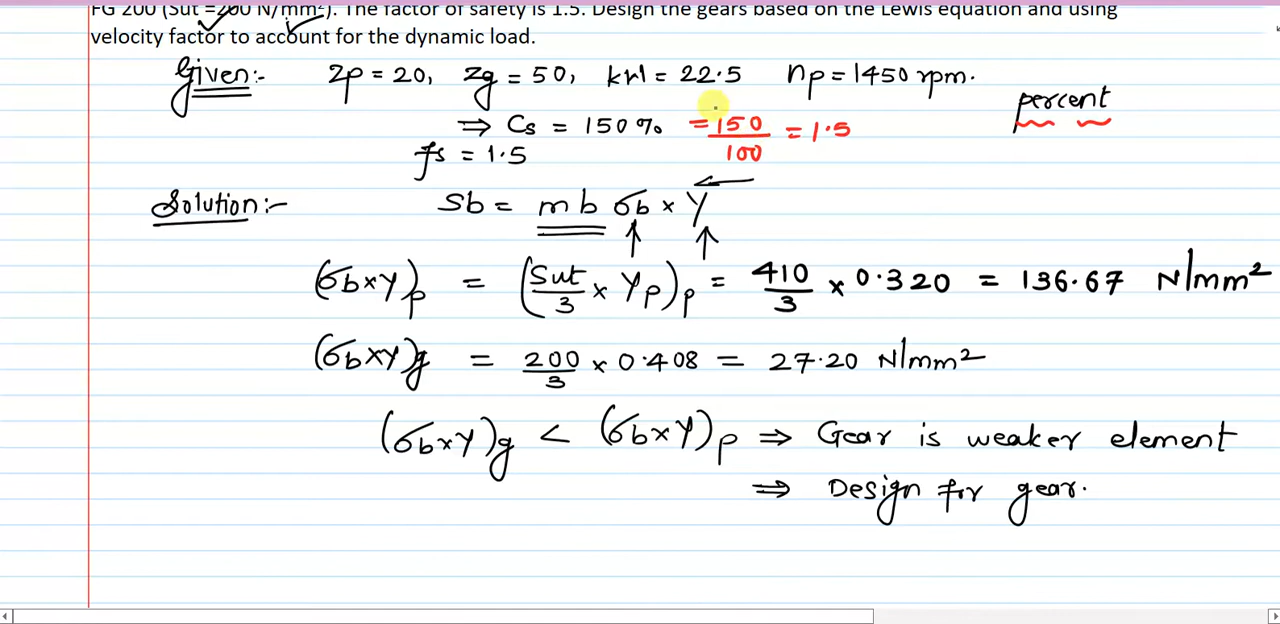 FG 200 (Sut =200 N/mm²). The factor of safety is 1.5. Design the gears based on the Lewis equation and using
velocity factor to account for the dynamic load.
Given:- zp = 20, zg = 50, kW = 22.5 np = 1450 rpm.
percent
⇒ Cs = 150 % = 150/100 = 1.5
fs = 1.5
Solution:- Sb = m b σb × Y
(σb×Y)p = (Sut/3 × Yp)p = 410/3 × 0.320 = 136.67 N/mm²
(σb×Y)g = 200/3 × 0.408 = 27.20 N/mm²
(σb×Y)g < (σb×Y)p ⇒ Gear is weaker element
⇒ Design for gear.